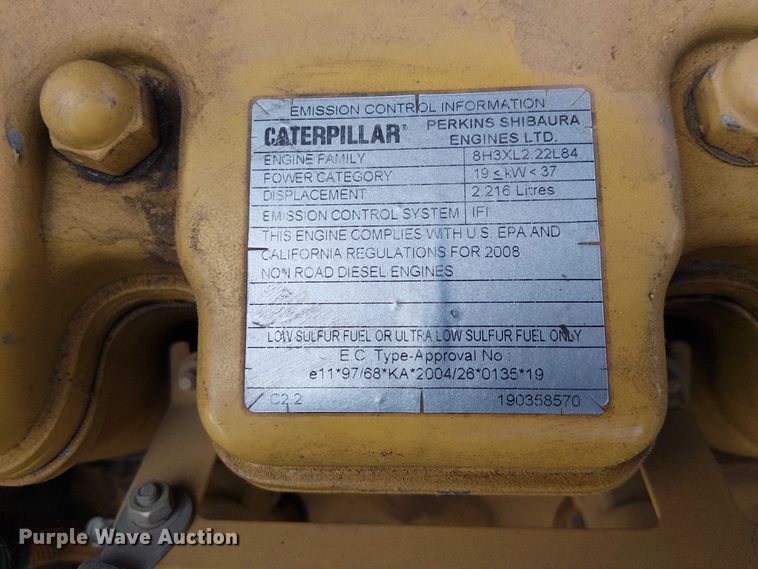 EMISSION CONTROL INFORMATION
CATERPILLAR® PERKINS SHIBAURA ENGINES LTD.
ENGINE FAMILY 8H3XL2.22L84
POWER CATEGORY 19 ≤ kW < 37
DISPLACEMENT 2.216 Litres
EMISSION CONTROL SYSTEM IFI
THIS ENGINE COMPLIES WITH U.S. EPA AND
CALIFORNIA REGULATIONS FOR 2008
NON ROAD DIESEL ENGINES
LOW SULFUR FUEL OR ULTRA LOW SULFUR FUEL ONLY
E.C. Type-Approval No :
e11*97/68*KA*2004/26*0135*19
C2.2 190358570
Purple Wave Auction